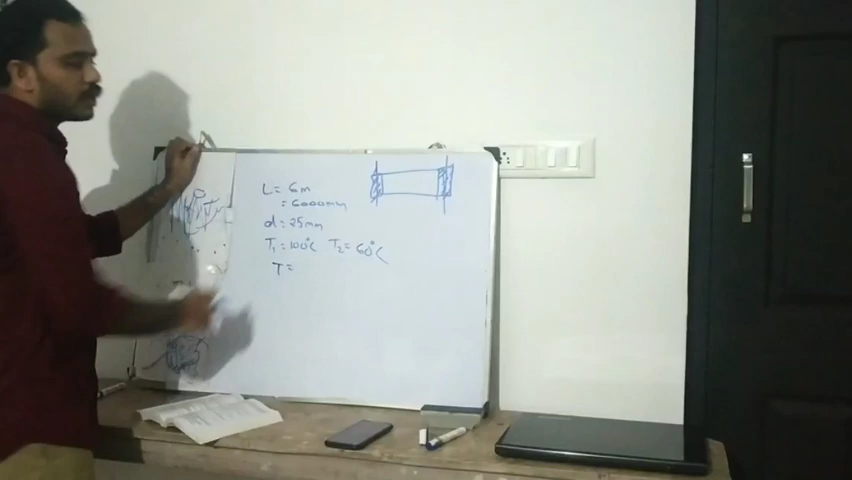 L = 6m
= 6000mm
d = 25mm
T₁ = 100°C T₂ = 60°C
T =